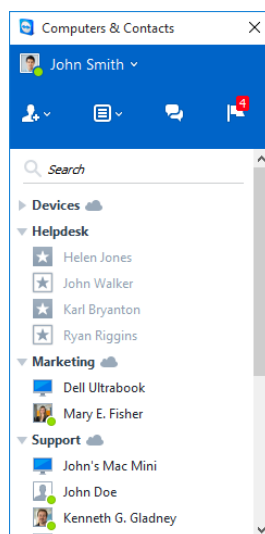 Computers & Contacts
John Smith
4
Search
Devices
Helpdesk
Helen Jones
John Walker
Karl Bryanton
Ryan Riggins
Marketing
Dell Ultrabook
Mary E. Fisher
Support
John's Mac Mini
John Doe
Kenneth G. Gladney